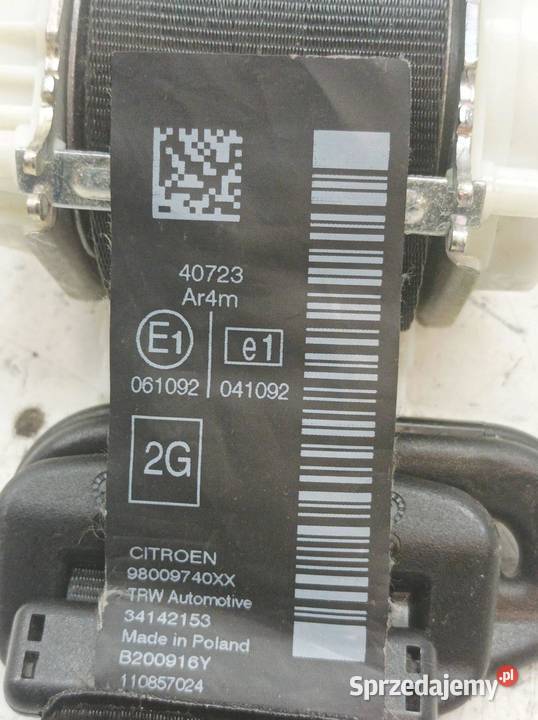 40723
Ar4m
E1
e1
061092
041092
2G
CITROEN
98009740XX
TRW Automotive
34142153
Made in Poland
B200916Y
110857024
Sprzedajemy.pl